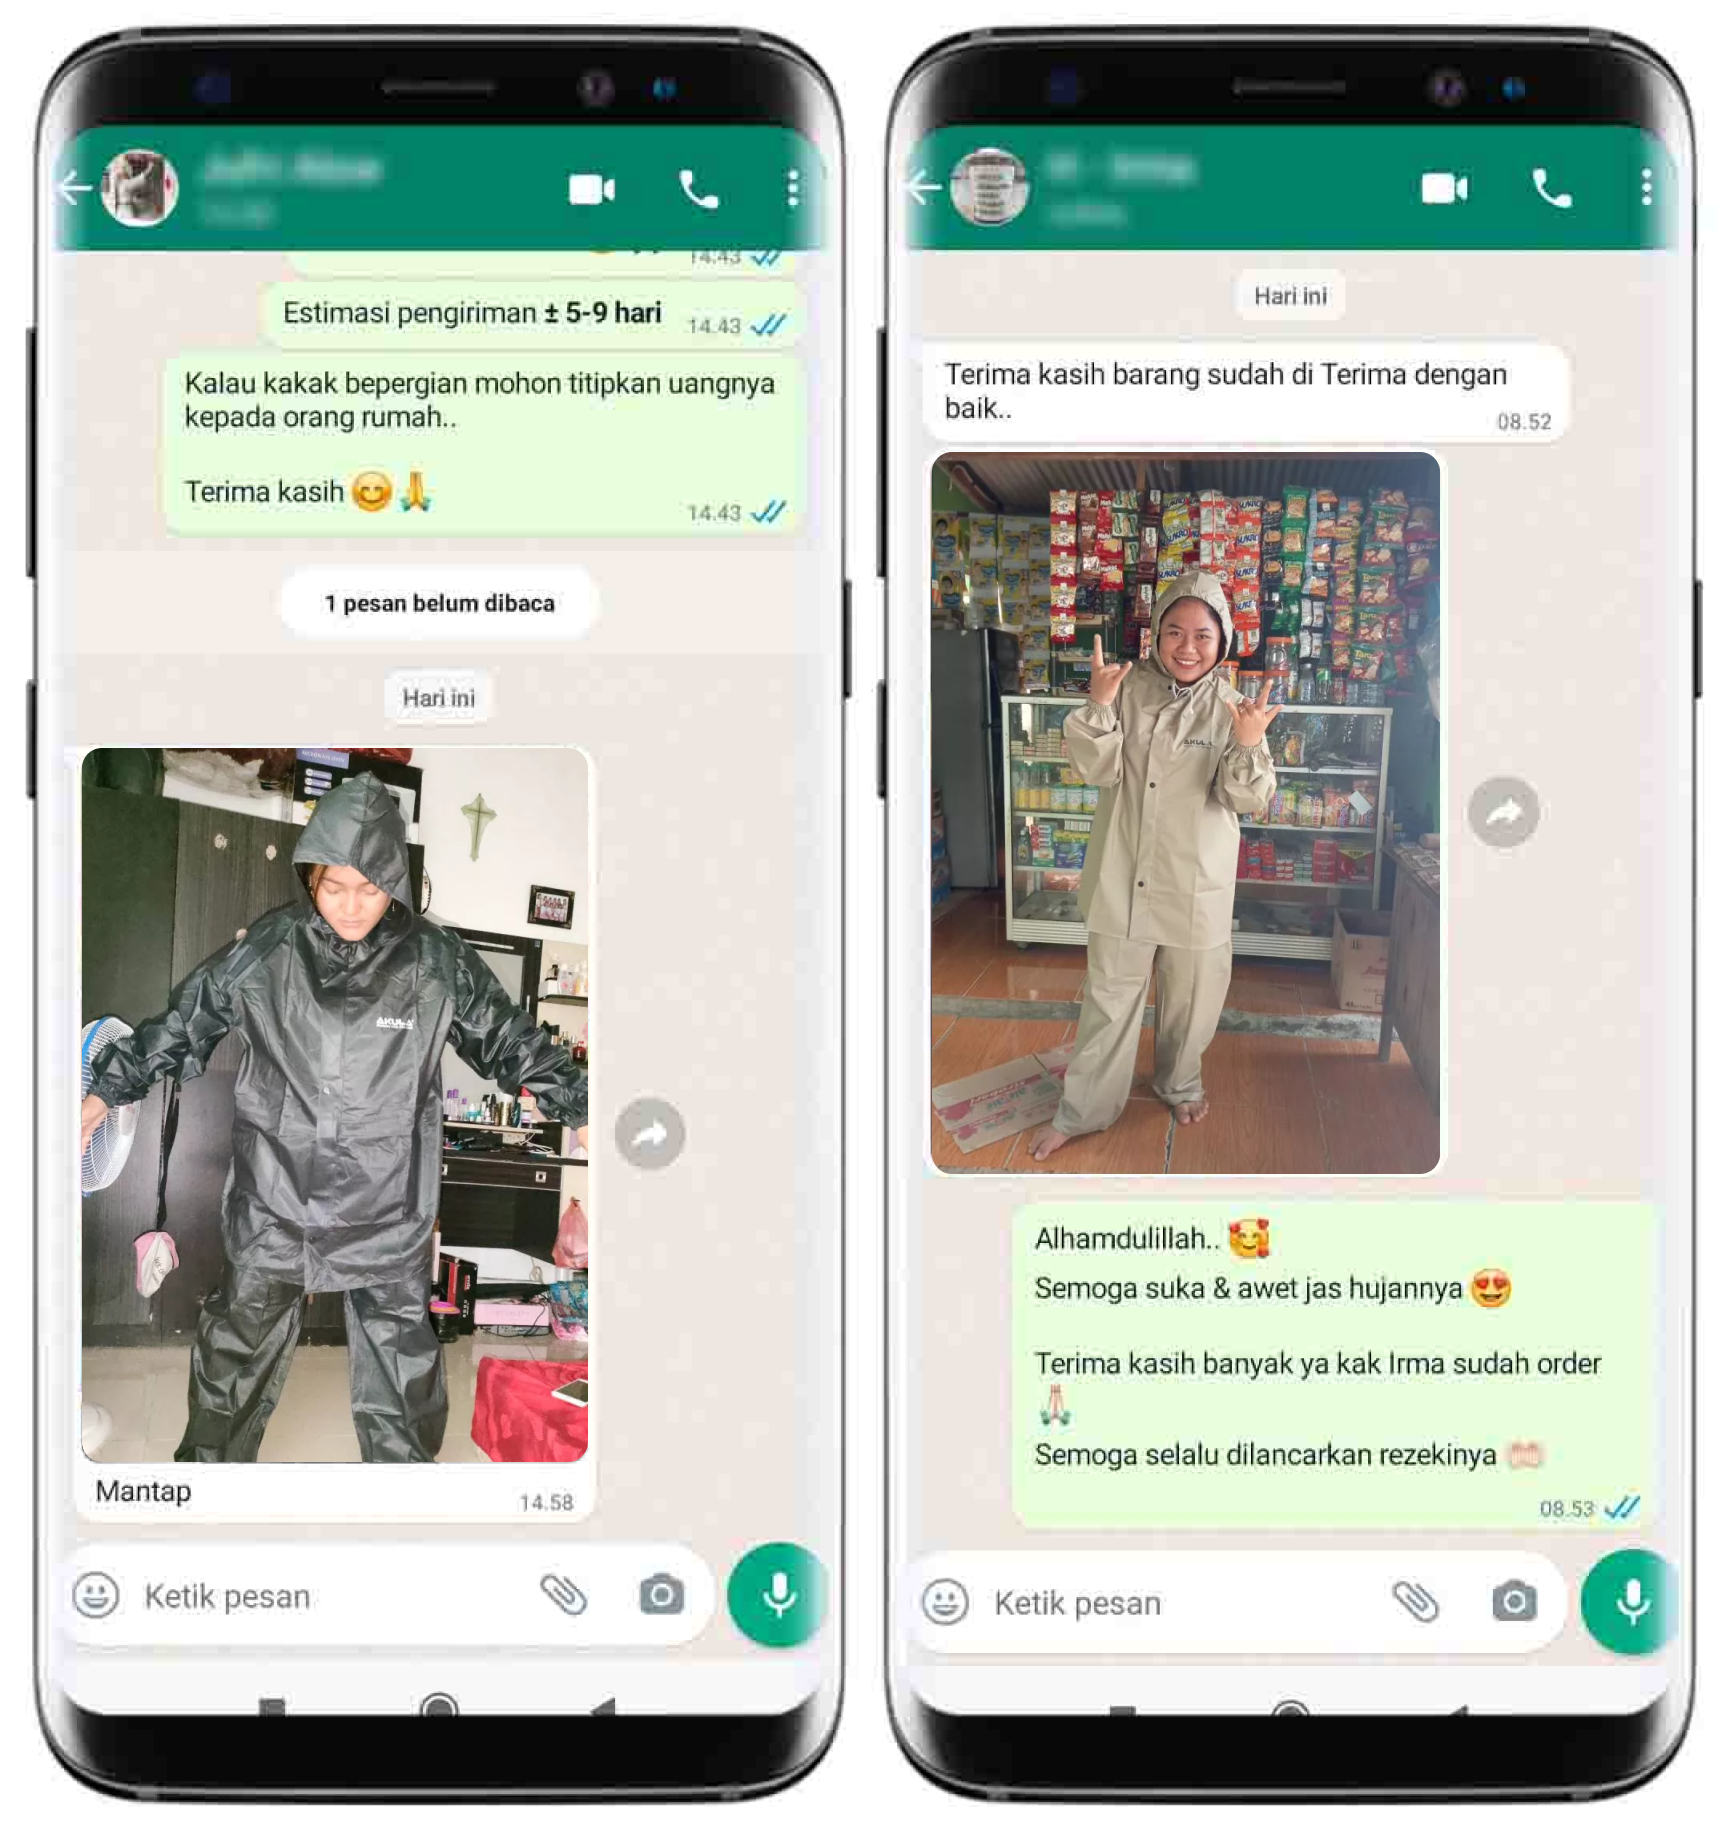 14.43
Estimasi pengiriman ± 5-9 hari
14.43
Kalau kakak bepergian mohon titipkan uangnya
kepada orang rumah..
Terima kasih 😊🙏
14.43
1 pesan belum dibaca
Hari ini
AKULA
Mantap
14.58
Ketik pesan
Hari ini
Terima kasih barang sudah di Terima dengan
baik..
08.52
AKULA
Alhamdulillah.. 🥰
Semoga suka & awet jas hujannya 😍
Terima kasih banyak ya kak Irma sudah order
🙏🏻
Semoga selalu dilancarkan rezekinya 🤲🏻
08.53
Ketik pesan